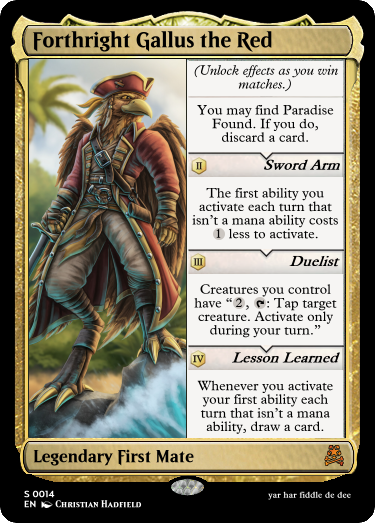 Forthright Gallus the Red
(Unlock effects as you win
matches.)
You may find Paradise
Found. If you do,
discard a card.
II Sword Arm
The first ability you
activate each turn that
isn't a mana ability costs
1 less to activate.
III Duelist
Creatures you control
have “2, : Tap target
creature. Activate only
during your turn.”
IV Lesson Learned
Whenever you activate
your first ability each
turn that isn't a mana
ability, draw a card.
Legendary First Mate
S 0014
EN Christian Hadfield
yar har fiddle de dee